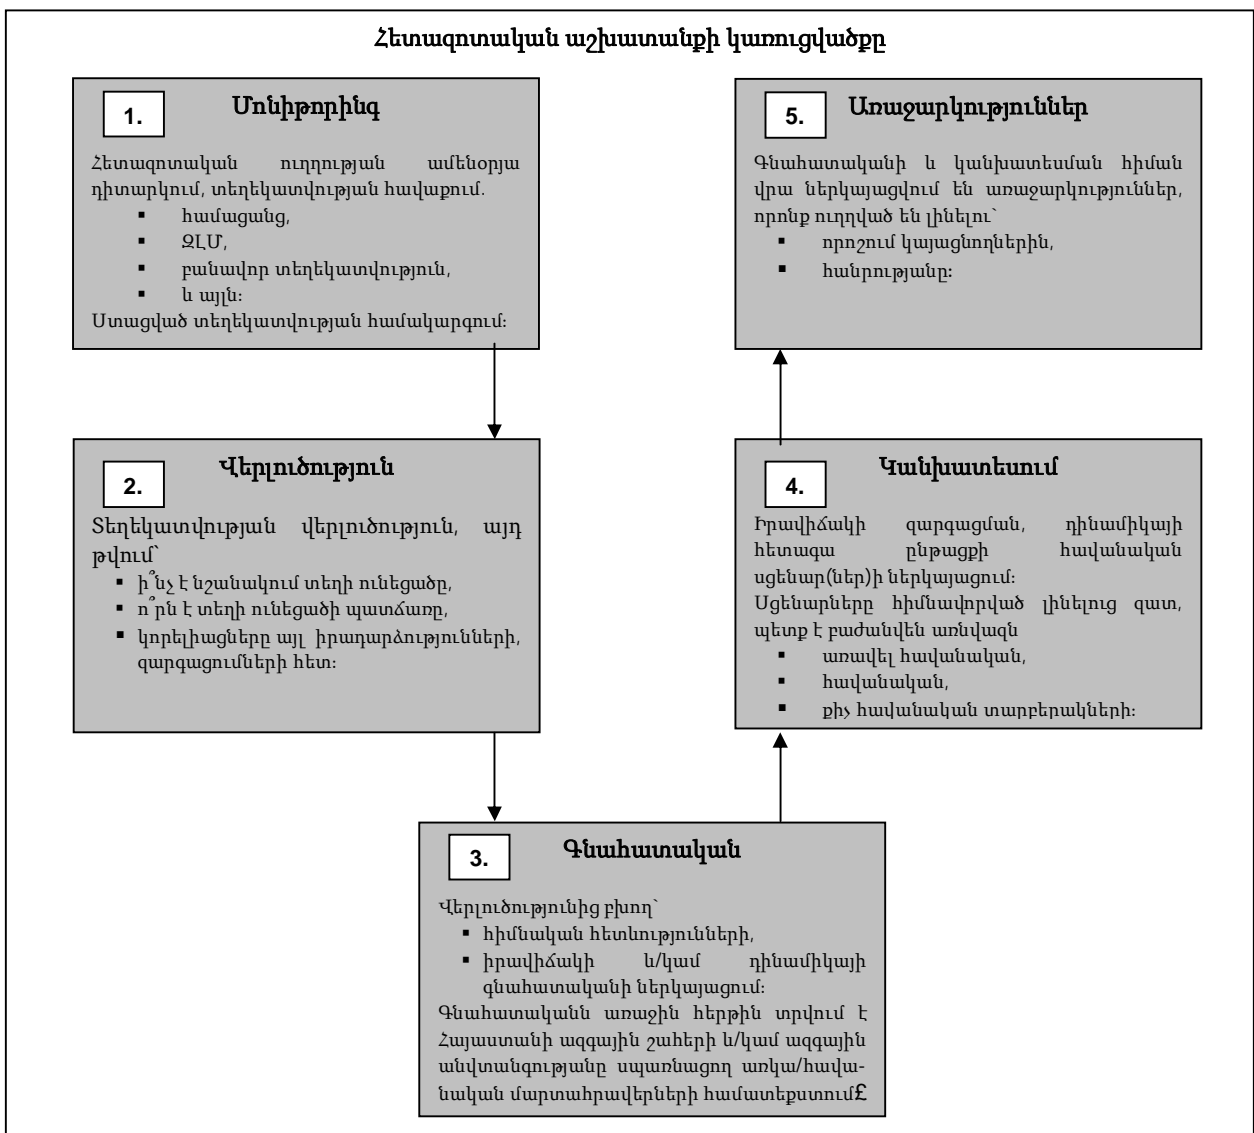 Հետազոտական աշխատանքի կառուցվածքը
1. Մոնիթորինգ
Հետազոտական ուղղության ամենօրյա
դիտարկում, տեղեկատվության հավաքում.
▪ համացանց,
▪ ԶԼՄ,
▪ բանավոր տեղեկատվություն,
▪ և այլն։
Ստացված տեղեկատվության համակարգում։
2. Վերլուծություն
Տեղեկատվության վերլուծություն, այդ
թվում՝
▪ ի՞նչ է նշանակում տեղի ունեցածը,
▪ ո՞րն է տեղի ունեցածի պատճառը,
▪ կորելիացները այլ իրադարձությունների,
զարգացումների հետ։
3. Գնահատական
Վերլուծությունից բխող՝
▪ հիմնական հետևությունների,
▪ իրավիճակի և/կամ դինամիկայի
գնահատականի ներկայացում։
Գնահատականն առաջին հերթին տրվում է
Հայաստանի ազգային շահերի և/կամ ազգային
անվտանգությանը սպառնացող առկա/հավա-
նական մարտահրավերների համատեքստում£
4. Կանխատեսում
Իրավիճակի զարգացման, դինամիկայի
հետագա ընթացքի հավանական
սցենար(ներ)ի ներկայացում։
Սցենարները հիմնավորված լինելուց զատ,
պետք է բաժանվեն առնվազն
▪ առավել հավանական,
▪ հավանական,
▪ քիչ հավանական տարբերակների։
5. Առաջարկություններ
Գնահատականի և կանխատեսման հիման
վրա ներկայացվում են առաջարկություններ,
որոնք ուղղված են լինելու՝
▪ որոշում կայացնողներին,
▪ հանրությանը։